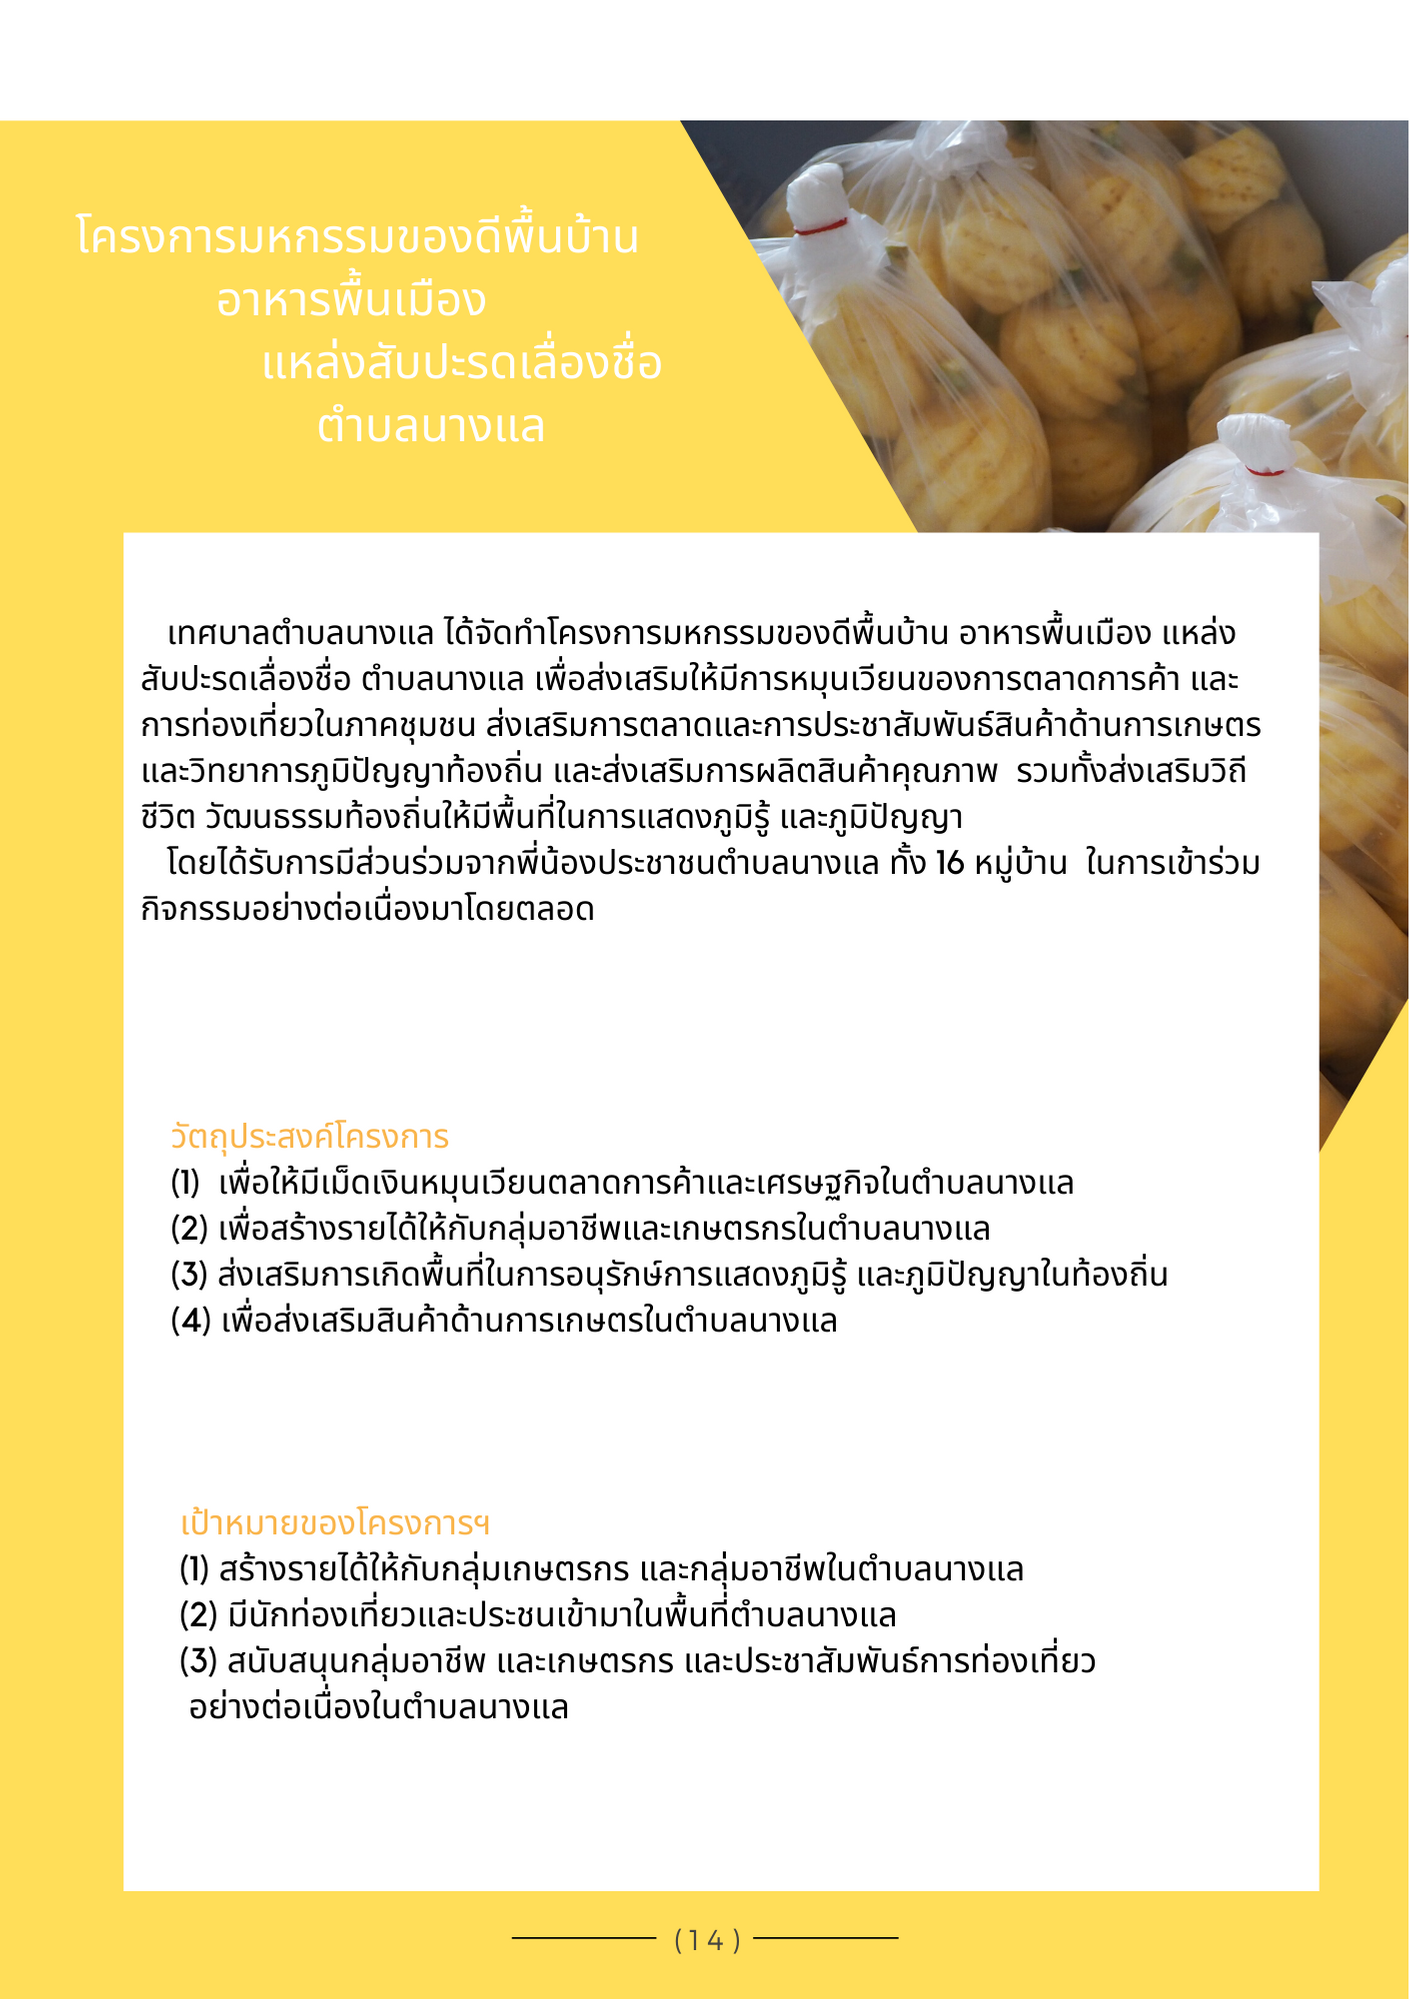 โครงการมหกรรมของดีพื้นบ้าน
อาหารพื้นเมือง
แหล่งสับปะรดเลื่องชื่อ
ตำบลนางแล
เทศบาลตำบลนางแล ได้จัดทำโครงการมหกรรมของดีพื้นบ้าน อาหารพื้นเมือง แหล่ง
สับปะรดเลื่องชื่อ ตำบลนางแล เพื่อส่งเสริมให้มีการหมุนเวียนของการตลาดการค้า และ
การท่องเที่ยวในภาคชุมชน ส่งเสริมการตลาดและการประชาสัมพันธ์สินค้าด้านการเกษตร
และวิทยาการภูมิปัญญาท้องถิ่น และส่งเสริมการผลิตสินค้าคุณภาพ  รวมทั้งส่งเสริมวิถี
ชีวิต วัฒนธรรมท้องถิ่นให้มีพื้นที่ในการแสดงภูมิรู้ และภูมิปัญญา
โดยได้รับการมีส่วนร่วมจากพี่น้องประชาชนตำบลนางแล ทั้ง 16 หมู่บ้าน  ในการเข้าร่วม
กิจกรรมอย่างต่อเนื่องมาโดยตลอด
วัตถุประสงค์โครงการ
(1)  เพื่อให้มีเม็ดเงินหมุนเวียนตลาดการค้าและเศรษฐกิจในตำบลนางแล
(2) เพื่อสร้างรายได้ให้กับกลุ่มอาชีพและเกษตรกรในตำบลนางแล
(3) ส่งเสริมการเกิดพื้นที่ในการอนุรักษ์การแสดงภูมิรู้ และภูมิปัญญาในท้องถิ่น
(4) เพื่อส่งเสริมสินค้าด้านการเกษตรในตำบลนางแล
เป้าหมายของโครงการฯ
(1) สร้างรายได้ให้กับกลุ่มเกษตรกร และกลุ่มอาชีพในตำบลนางแล
(2) มีนักท่องเที่ยวและประชนเข้ามาในพื้นที่ตำบลนางแล
(3) สนับสนุนกลุ่มอาชีพ และเกษตรกร และประชาสัมพันธ์การท่องเที่ยว
อย่างต่อเนื่องในตำบลนางแล
(14)